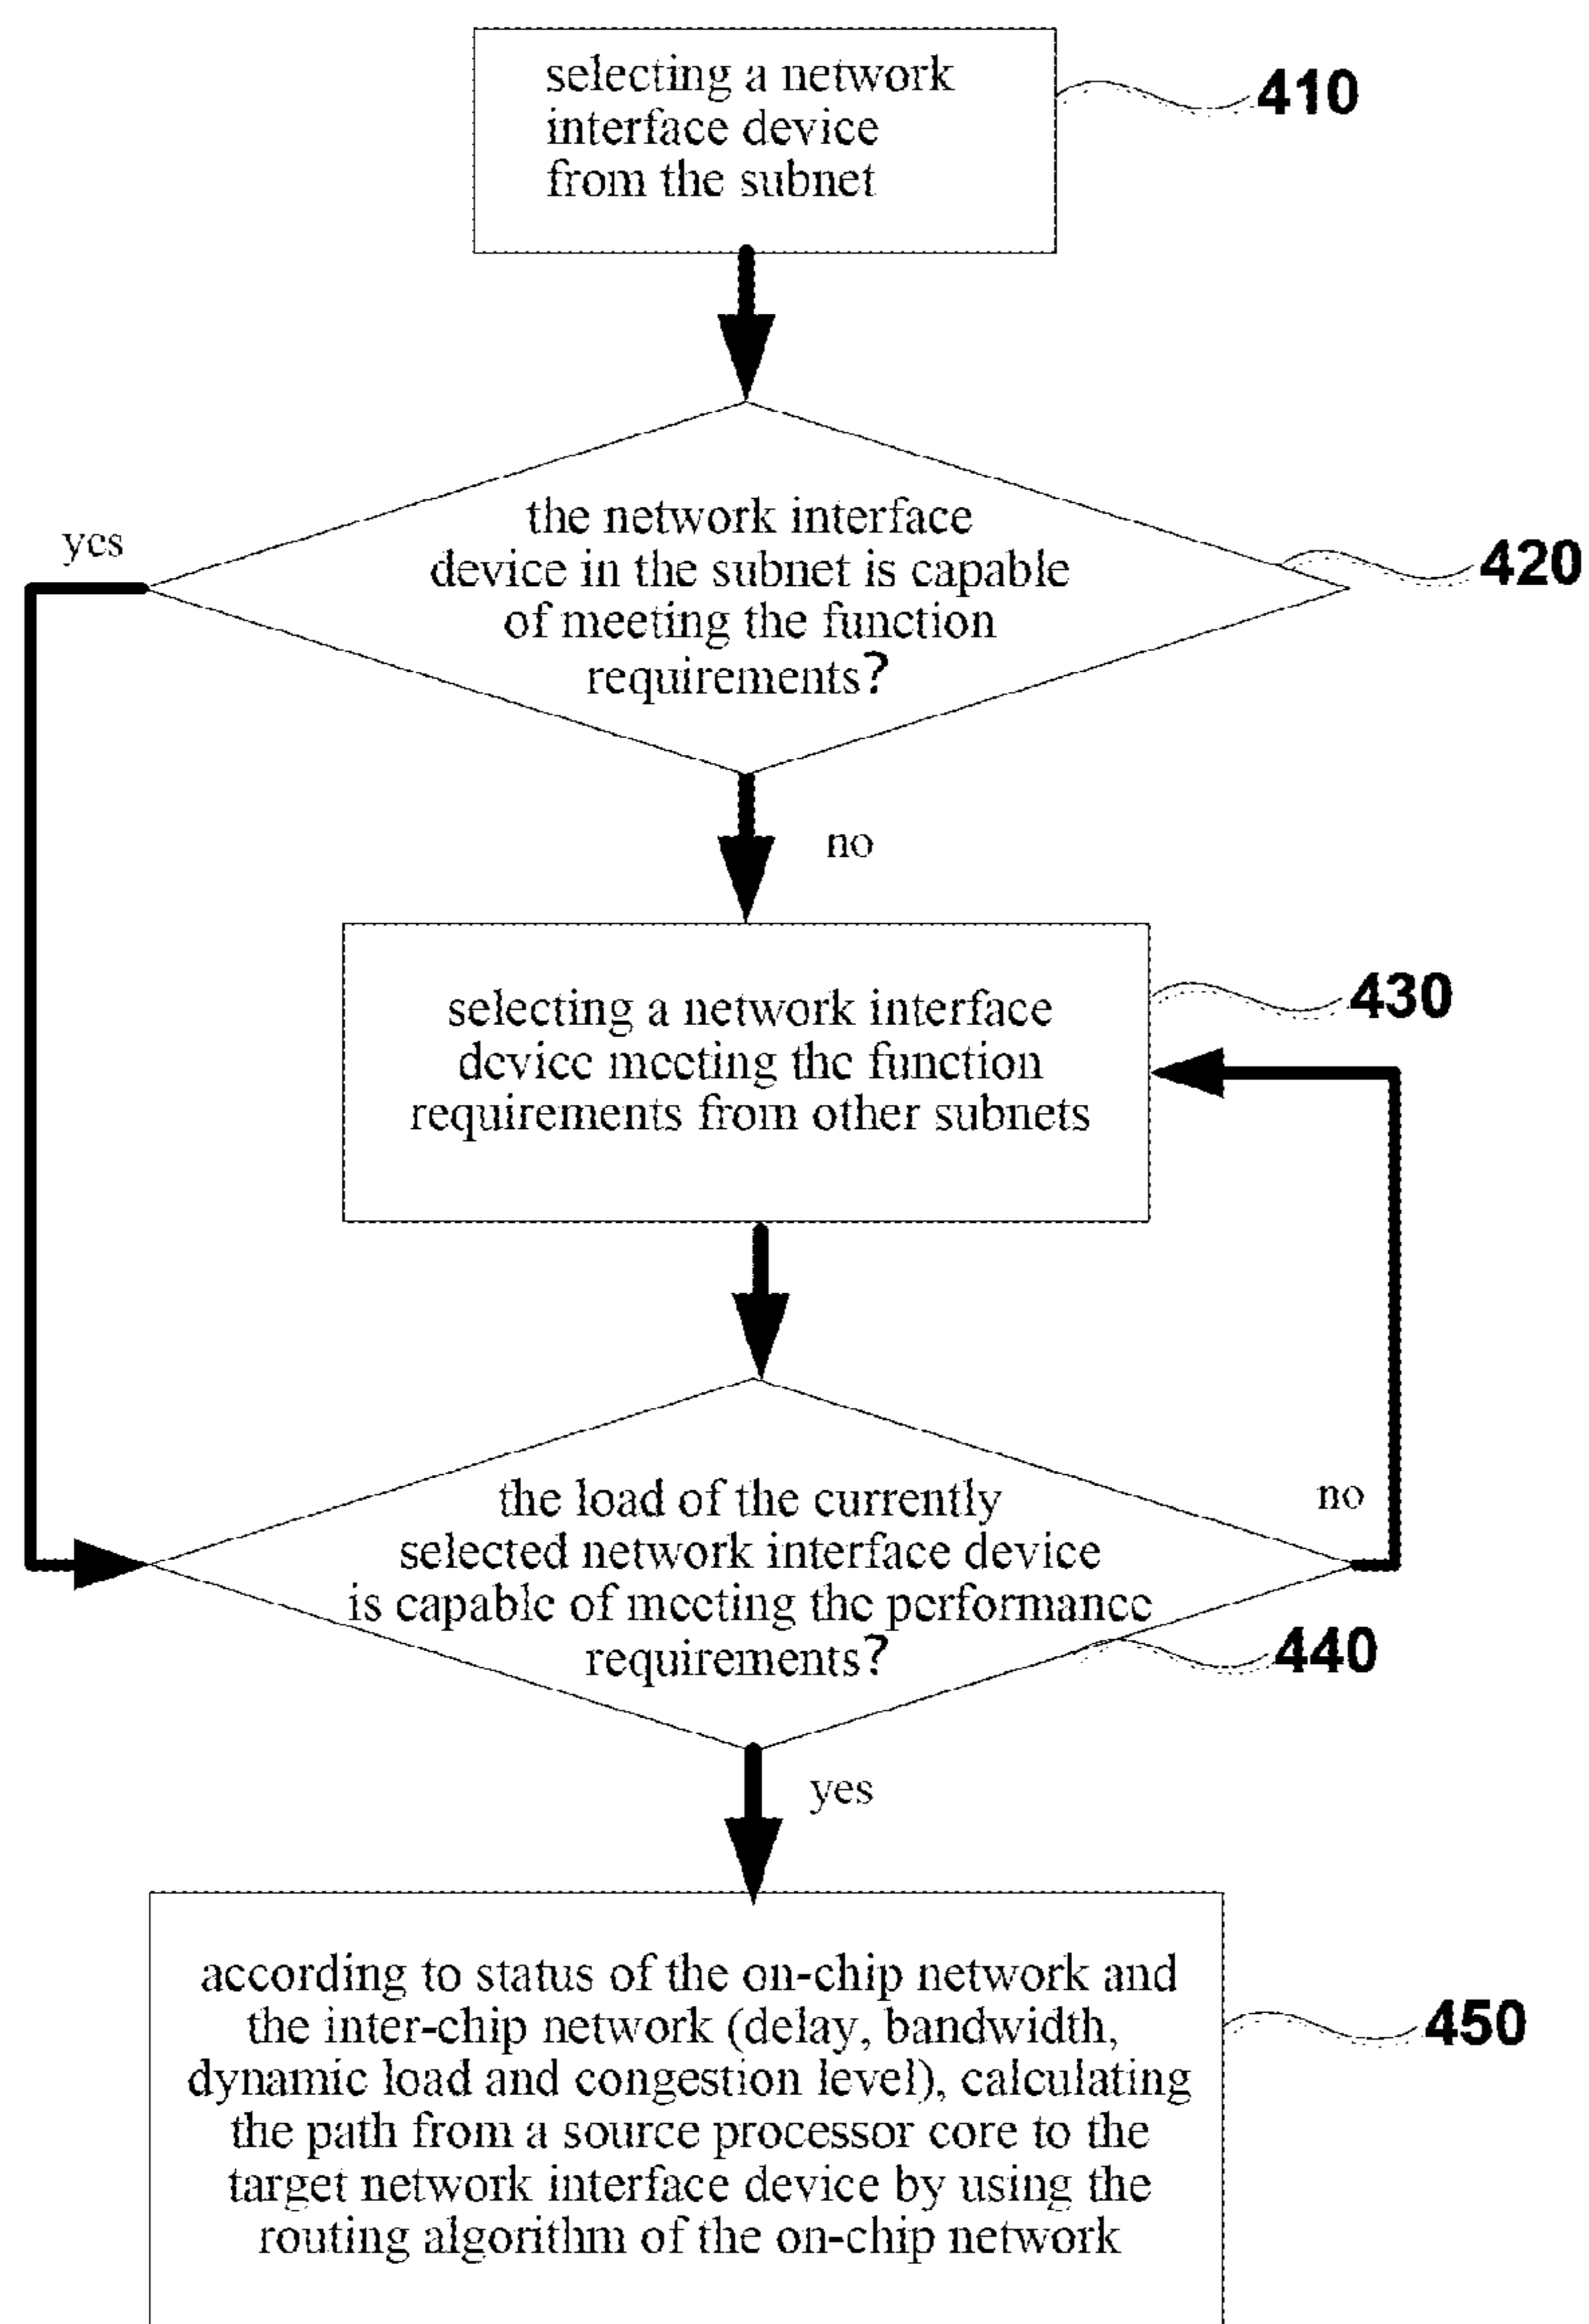 selecting a network
interface device
from the subnet
410
the network interface
device in the subnet is capable
of meeting the function
requirements?
420
yes
no
selecting a network interface
device meeting the function
requirements from other subnets
430
the load of the currently
selected network interface device
is capable of meeting the performance
requirements?
440
no
yes
according to status of the on-chip network and
the inter-chip network (delay, bandwidth,
dynamic load and congestion level), calculating
the path from a source processor core to the
target network interface device by using the
routing algorithm of the on-chip network
450